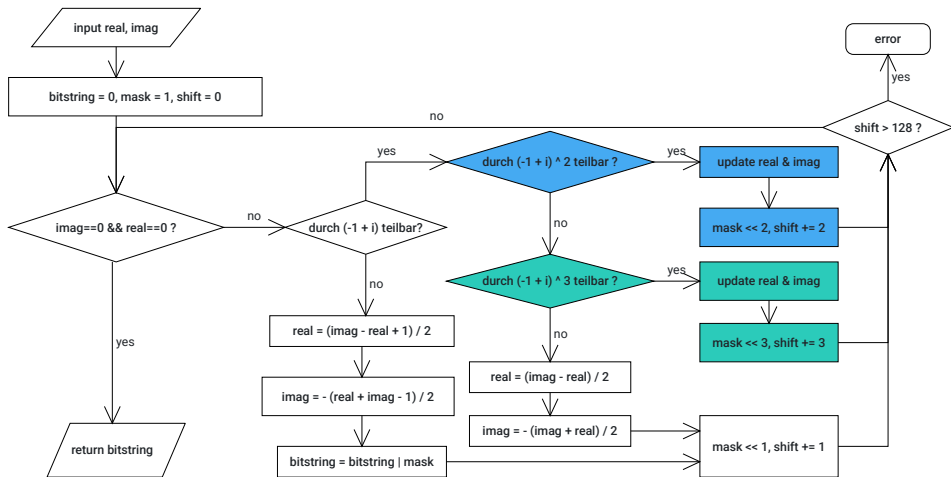 input real, imag
error
yes
bitstring = 0, mask = 1, shift = 0
no
shift > 128 ?
yes
durch (-1 + i) ^ 2 teilbar ?
yes
update real & imag
imag==0 && real==0 ?
no
durch (-1 + i) teilbar?
no
mask << 2, shift += 2
durch (-1 + i) ^ 3 teilbar ?
yes
update real & imag
no
yes
real = (imag - real + 1) / 2
no
mask << 3, shift += 3
real = (imag - real) / 2
imag = - (real + imag - 1) / 2
imag = - (imag + real) / 2
mask << 1, shift += 1
return bitstring
bitstring = bitstring | mask